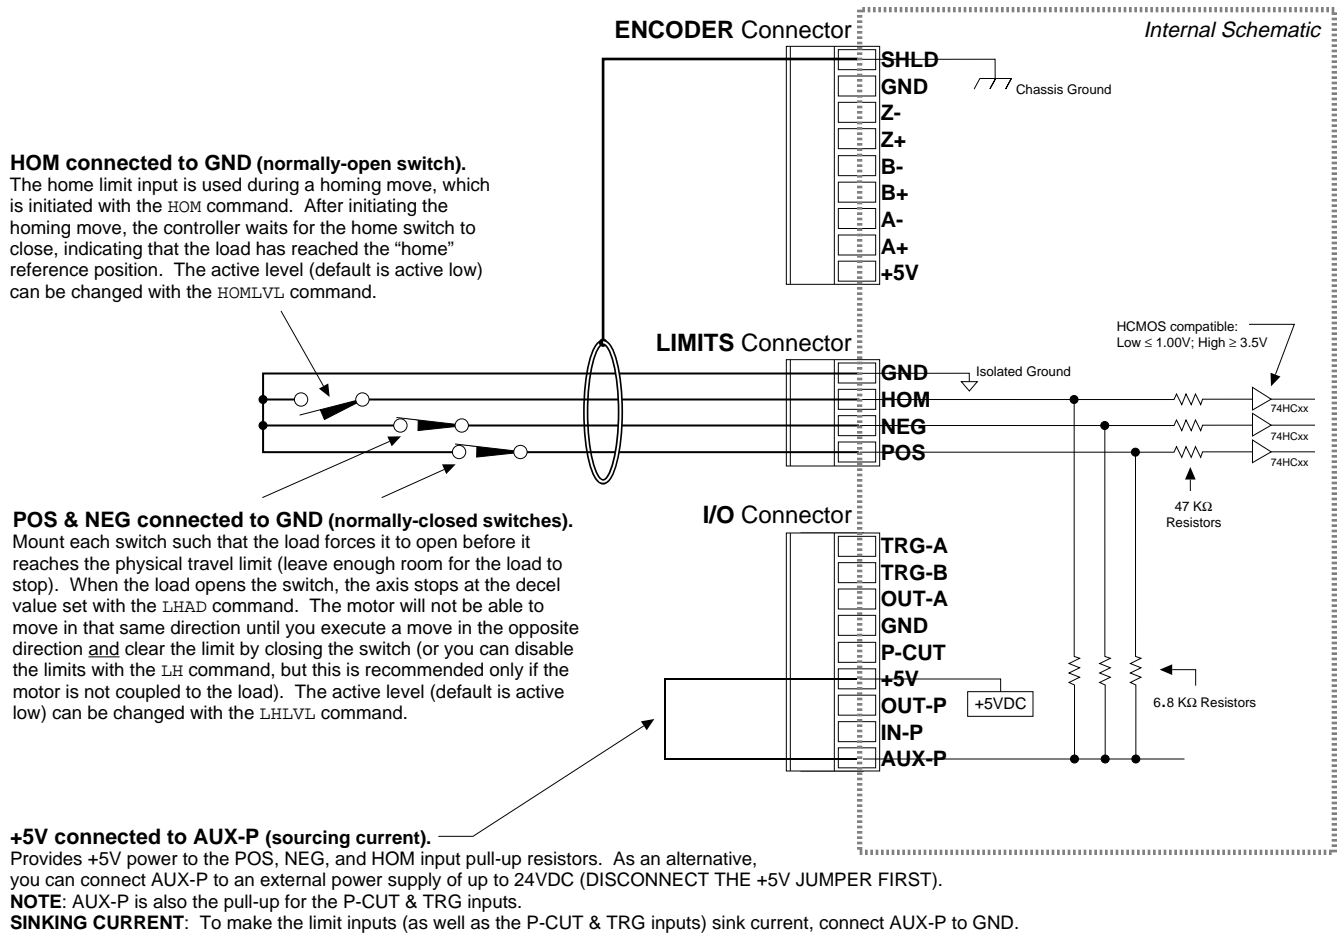 ENCODER Connector
Internal Schematic
SHLD
GND
Chassis Ground
Z-
Z+
B-
B+
A-
A+
+5V
HOM connected to GND (normally-open switch).
The home limit input is used during a homing move, which
is initiated with the HOM command. After initiating the
homing move, the controller waits for the home switch to
close, indicating that the load has reached the “home”
reference position. The active level (default is active low)
can be changed with the HOMLVL command.
LIMITS Connector
HCMOS compatible:
Low ≤ 1.00V; High ≥ 3.5V
GND
Isolated Ground
HOM
74HCxx
NEG
74HCxx
POS
74HCxx
47 KΩ
Resistors
POS & NEG connected to GND (normally-closed switches).
Mount each switch such that the load forces it to open before it
reaches the physical travel limit (leave enough room for the load to
stop). When the load opens the switch, the axis stops at the decel
value set with the LHAD command. The motor will not be able to
move in that same direction until you execute a move in the opposite
direction and clear the limit by closing the switch (or you can disable
the limits with the LH command, but this is recommended only if the
motor is not coupled to the load). The active level (default is active
low) can be changed with the LHLVL command.
I/O Connector
TRG-A
TRG-B
OUT-A
GND
P-CUT
+5V
OUT-P
+5VDC
6.8 KΩ Resistors
IN-P
AUX-P
+5V connected to AUX-P (sourcing current).
Provides +5V power to the POS, NEG, and HOM input pull-up resistors. As an alternative,
you can connect AUX-P to an external power supply of up to 24VDC (DISCONNECT THE +5V JUMPER FIRST).
NOTE: AUX-P is also the pull-up for the P-CUT & TRG inputs.
SINKING CURRENT: To make the limit inputs (as well as the P-CUT & TRG inputs) sink current, connect AUX-P to GND.